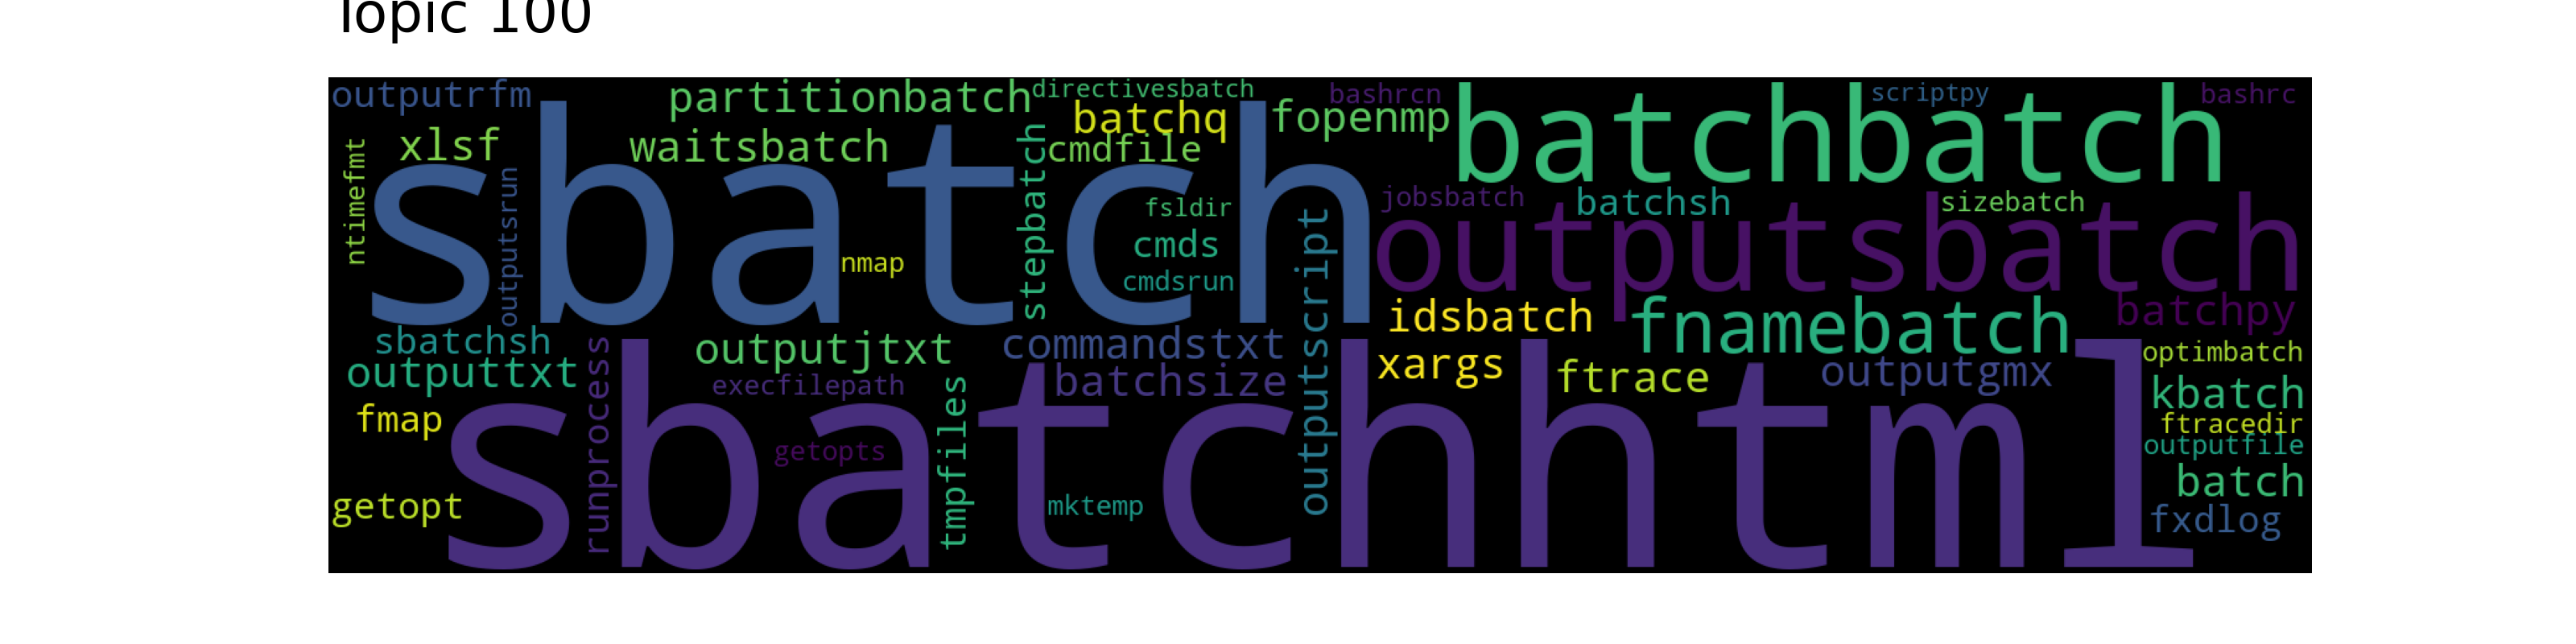 Topic 100
outputrfm partitionbatch directivesbatch bashrcn scriptpy bashrc
xlsf waitsbatch batchq cmdfile fopenmp batchbatch
ntimefmt sbatch outputsrun nmap stepbatch fsldir cmds cmdsrun
jobsbatch batchsh sizebatch
outputsbatch
outputscript idsbatch fnamebatch batchpy
sbatchsh outputjtxt commandstxt xargs ftrace outputgmx optimbatch
outputtxt execfilepath batchsize kbatch
fmap runprocess sbatchhtml ftracedir
getopts tmpfiles outputfile
getopt mktemp batch
fxdlog